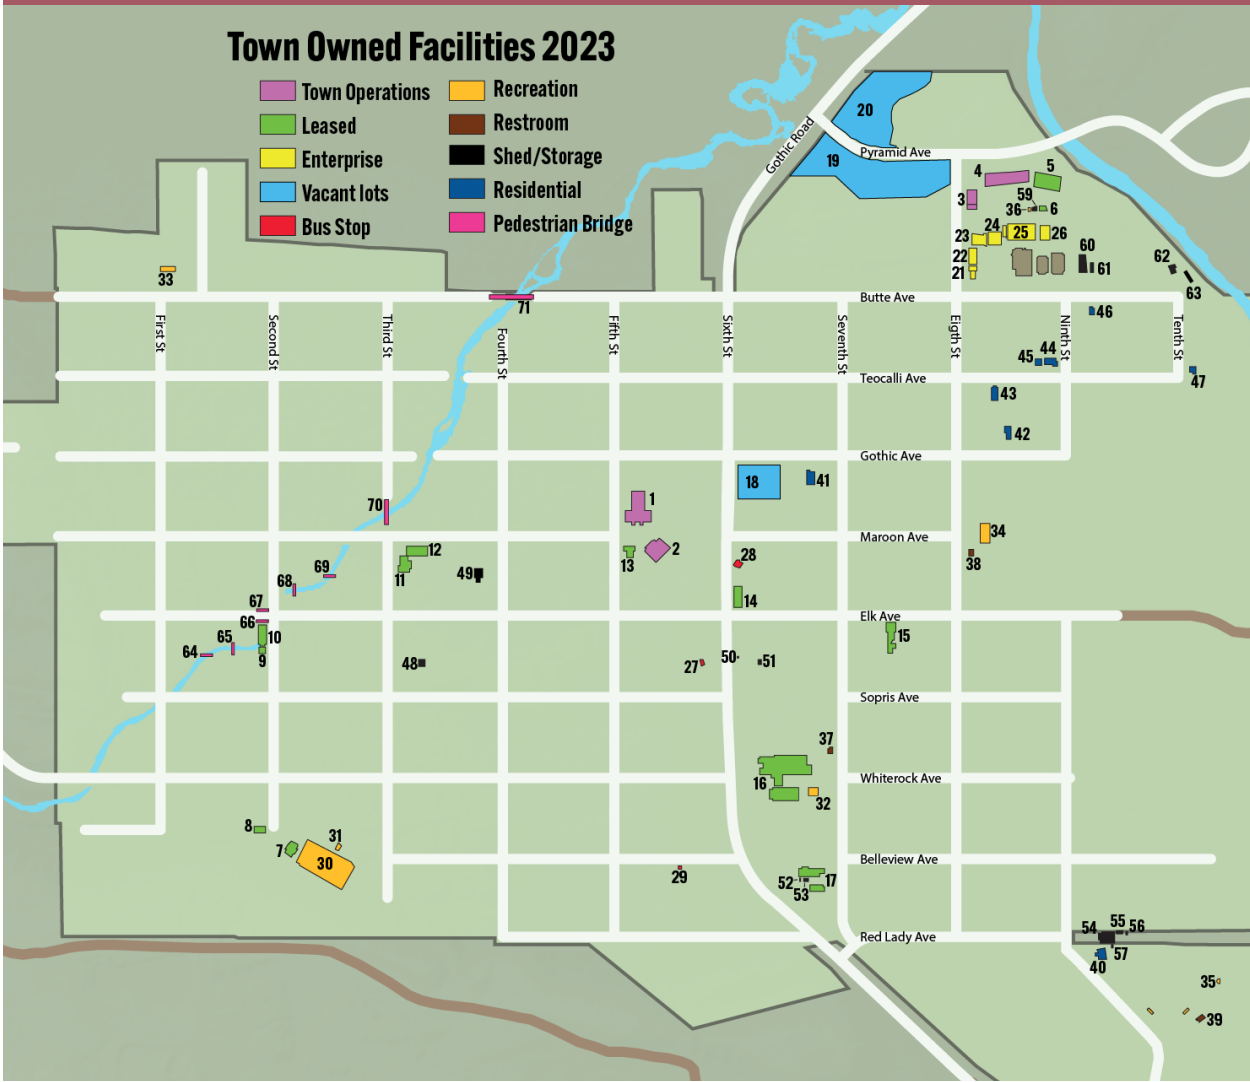 Town Owned Facilities 2023
Town Operations
Leased
Enterprise
Vacant lots
Bus Stop
Recreation
Restroom
Shed/Storage
Residential
Pedestrian Bridge
Gothic Road
20
Pyramid Ave
19
4
5
3
59
36
6
24
23
25
26
22
21
60
61
62
63
33
71
Butte Ave
First St
Second St
Third St
Fourth St
Fifth St
Sixth St
Seventh St
Eigth St
Ninth St
Tenth St
46
45
44
47
Teocalli Ave
43
42
Gothic Ave
18
41
1
70
Maroon Ave
34
2
12
13
11
49
28
38
69
68
67
14
Elk Ave
66
10
65
64
9
15
48
27
50
51
Sopris Ave
37
16
Whiterock Ave
32
8
7
31
30
29
Belleview Ave
52
17
53
Red Lady Ave
54
55
56
57
40
35
39